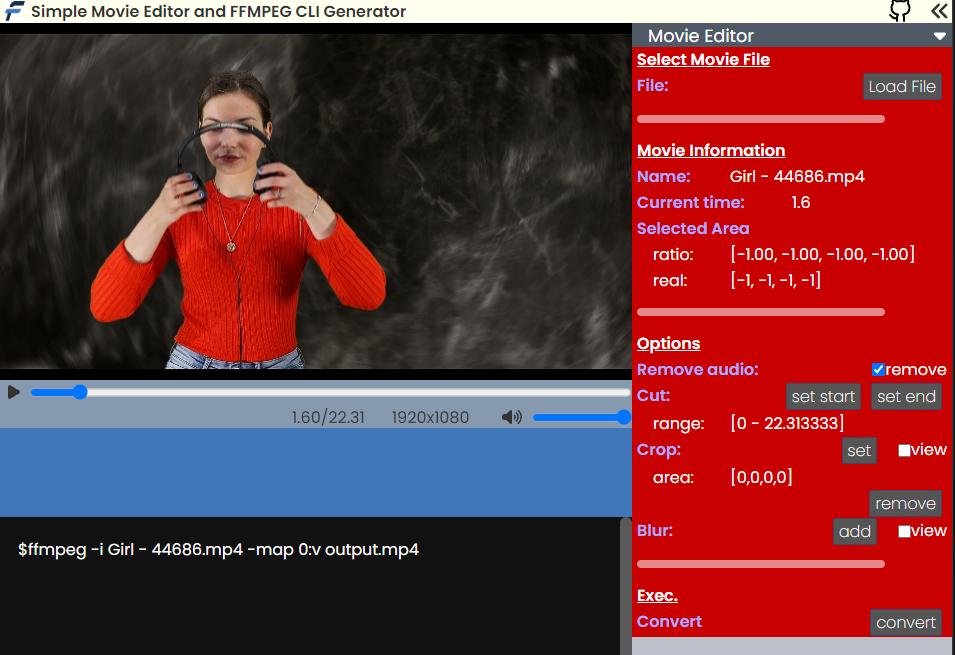 Simple Movie Editor and FFMPEG CLI Generator
Movie Editor
Select Movie File
File: Load File
Movie Information
Name: Girl - 44686.mp4
Current time: 1.6
Selected Area
ratio: [-1.00, -1.00, -1.00, -1.00]
real: [-1, -1, -1, -1]
Options
Remove audio: remove
Cut: set start set end
range: [0 - 22.313333]
Crop: set view
area: [0,0,0,0]
remove
Blur: add view
Exec.
Convert convert
1.60/22.31 1920x1080
$ffmpeg -i Girl - 44686.mp4 -map 0:v output.mp4